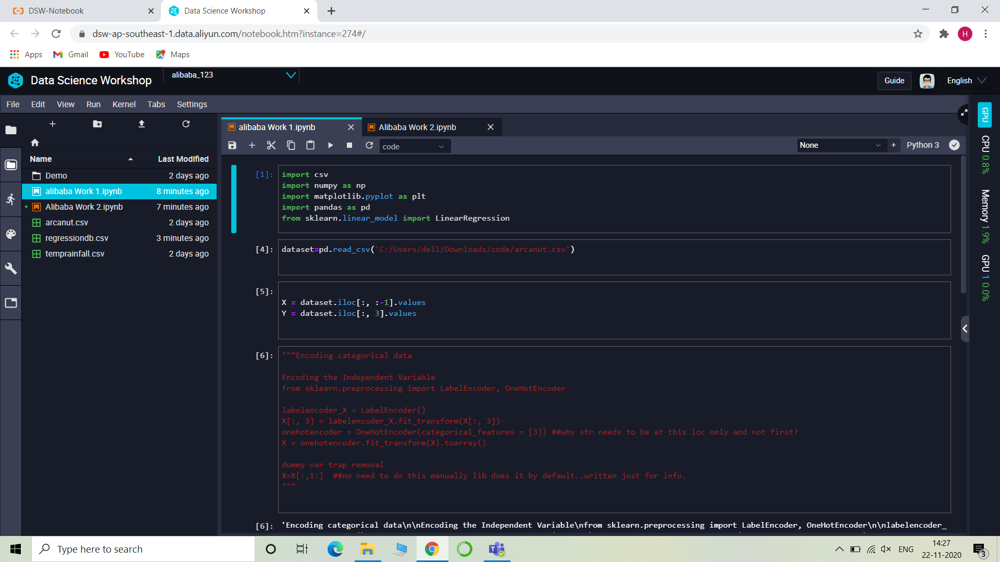 DSW-Notebook
Data Science Workshop
dsw-ap-southeast-1.data.aliyun.com/notebook.htm?instance=274#/
H
Apps
Gmail
YouTube
Maps
Data Science Workshop
alibaba_123
Guide
English
File
Edit
View
Run
Kernel
Tabs
Settings
Name
Last Modified
Demo
2 days ago
alibaba Work 1.ipynb
8 minutes ago
Alibaba Work 2.ipynb
7 minutes ago
arcanut.csv
2 days ago
regressiondb.csv
3 minutes ago
temprainfall.csv
2 days ago
alibaba Work 1.ipynb
Alibaba Work 2.ipynb
code
None
+
Python 3
[1]:
import csv
import numpy as np
import matplotlib.pyplot as plt
import pandas as pd
from sklearn.linear_model import LinearRegression
[4]:
dataset=pd.read_csv('C:/Users/dell/Downloads/code/arcanut.csv')
[5]:
X = dataset.iloc[:, :-1].values
Y = dataset.iloc[:, 3].values
[6]:
"""Encoding categorical data
Encoding the Independent Variable
from sklearn.preprocessing import LabelEncoder, OneHotEncoder
labelencoder_X = LabelEncoder()
X[:, 3] = labelencoder_X.fit_transform(X[:, 3])
onehotencoder = OneHotEncoder(categorical_features = [3]) ##why str needs to be at this loc only and not first?
X = onehotencoder.fit_transform(X).toarray()
dummy var trap removal
X=X[:,1:]  ##no need to do this manually lib does it by default..written just for info.
"""
[6]:
'Encoding categorical data\n\nEncoding the Independent Variable\nfrom sklearn.preprocessing import LabelEncoder, OneHotEncoder\n\nlabelencoder_
GPU
CPU 0.8%
Memory 1.9%
GPU 1 0.0%
Type here to search
ENG
14:27
22-11-2020
3